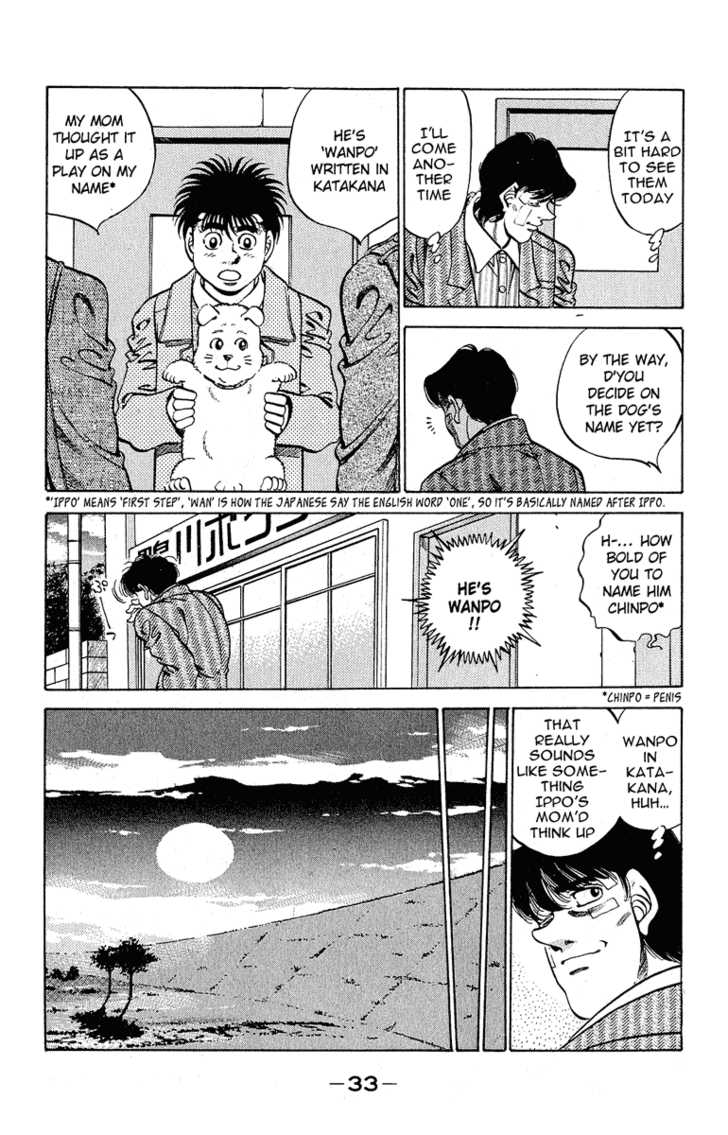 IT'S A
BIT HARD
TO SEE
THEM
TODAY
I'LL
COME
ANO-
THER
TIME
BY THE WAY,
D'YOU
DECIDE ON
THE DOG'S
NAME YET?
HE'S
'WANPO'
WRITTEN IN
KATAKANA
MY MOM
THOUGHT IT
UP AS A
PLAY ON MY
NAME*
*'IPPO' MEANS 'FIRST STEP', 'WAN' IS HOW THE JAPANESE SAY THE ENGLISH WORD 'ONE', SO IT'S BASICALLY NAMED AFTER IPPO.
H-... HOW
BOLD OF
YOU TO
NAME HIM
CHINPO*
HE'S
WANPO
!!
*CHINPO = PENIS
WANPO
IN
KATA-
KANA,
HUH...
THAT
REALLY
SOUNDS
LIKE SOME-
THING
IPPO'S
MOM'D
THINK UP
- 33 -